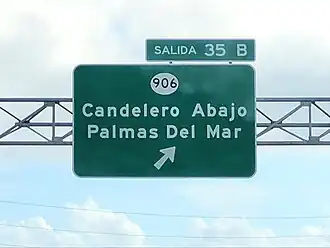 SALIDA 35 B
906
Candelero Abajo
Palmas Del Mar